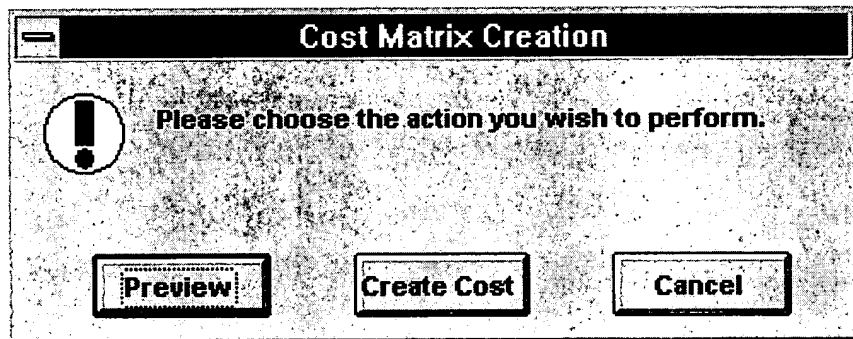 Cost Matrix Creation
Please choose the action you wish to perform.
Preview Create Cost Cancel